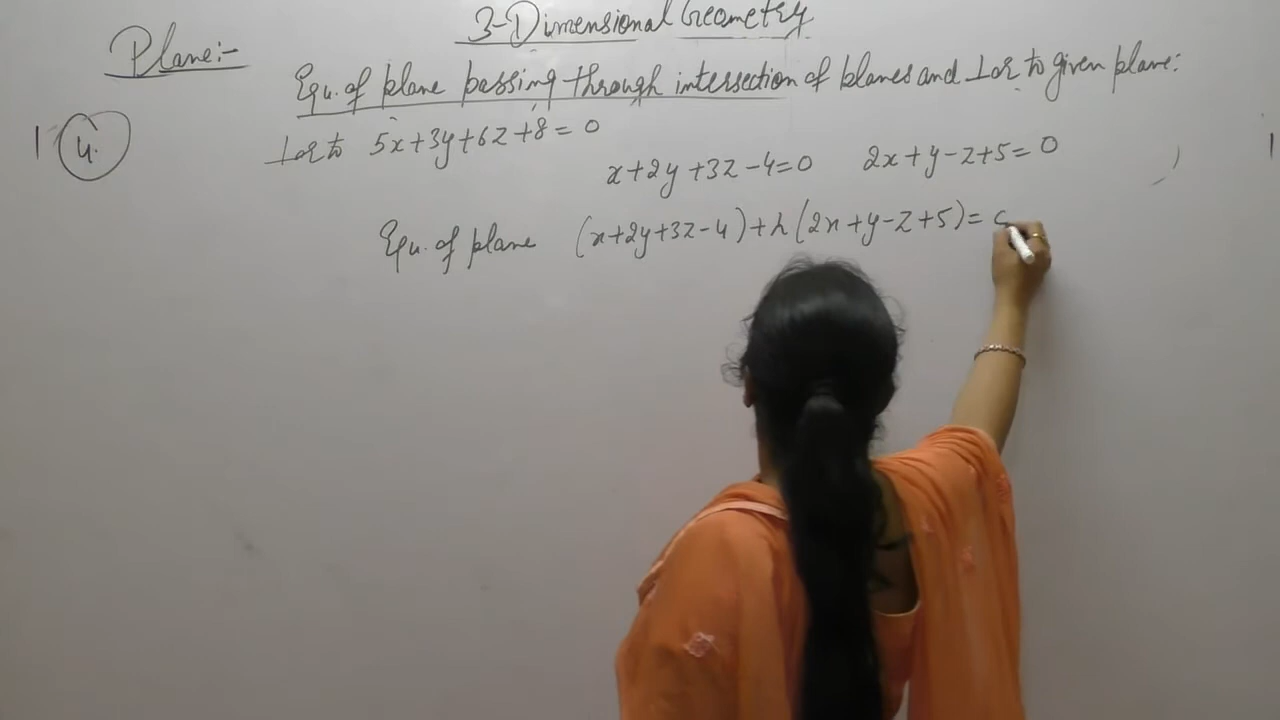 3-Dimensional Geometry
Plane:-
Equ. of plane passing through intersection of planes and ⊥ar to given plane:
4.
⊥ar to 5x+3y+6z+8=0
x+2y+3z-4=0 2x+y-z+5=0
Equ. of plane (x+2y+3z-4)+λ(2x+y-z+5)=